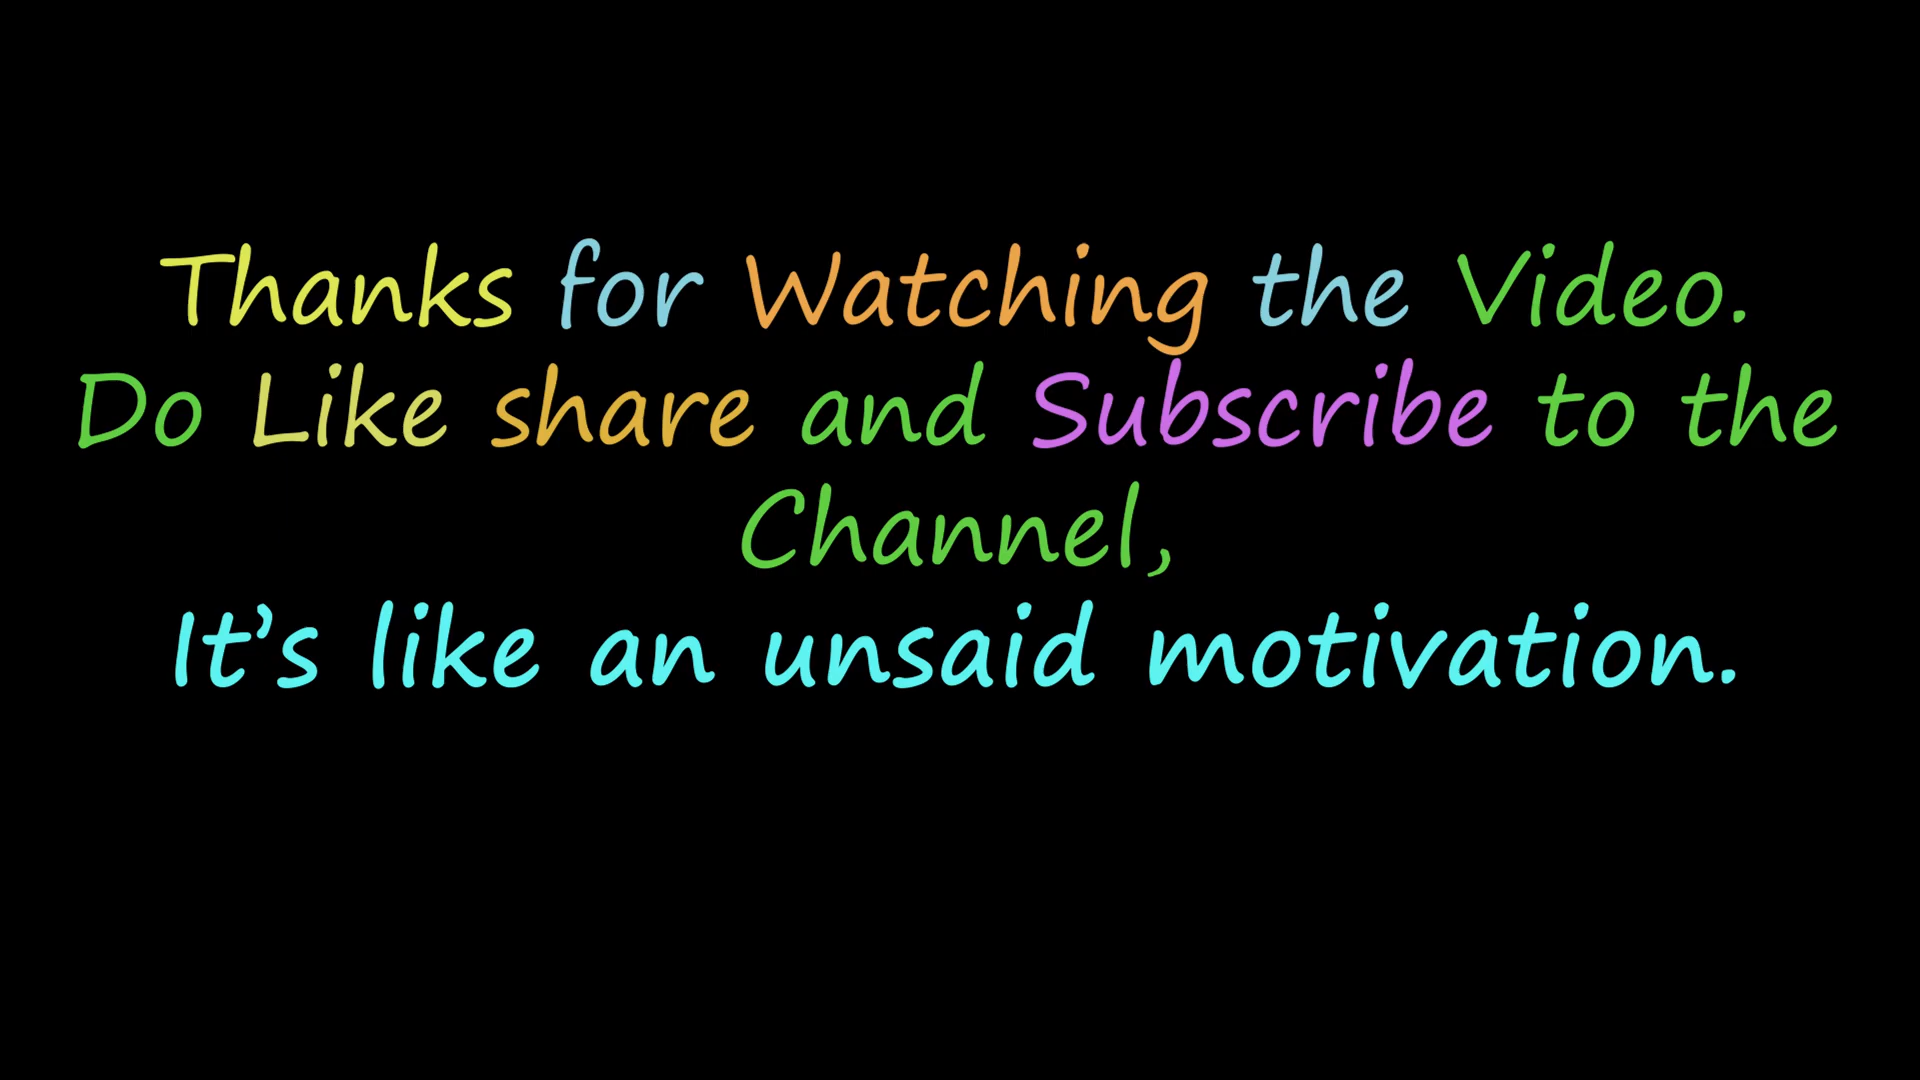 Thanks for Watching the Video.
Do Like share and Subscribe to the
Channel,
It’s like an unsaid motivation.